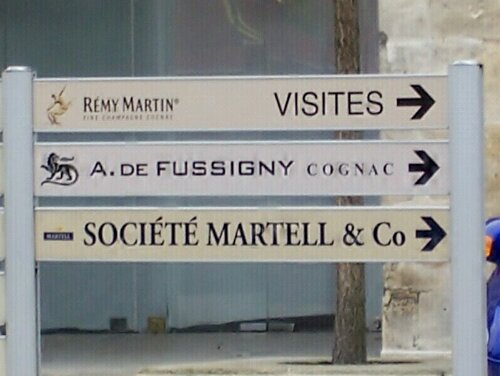 RÉMY MARTIN® VISITES
FINE CHAMPAGNE COGNAC
A. DE FUSSIGNY COGNAC
MARTELL SOCIÉTÉ MARTELL & Co